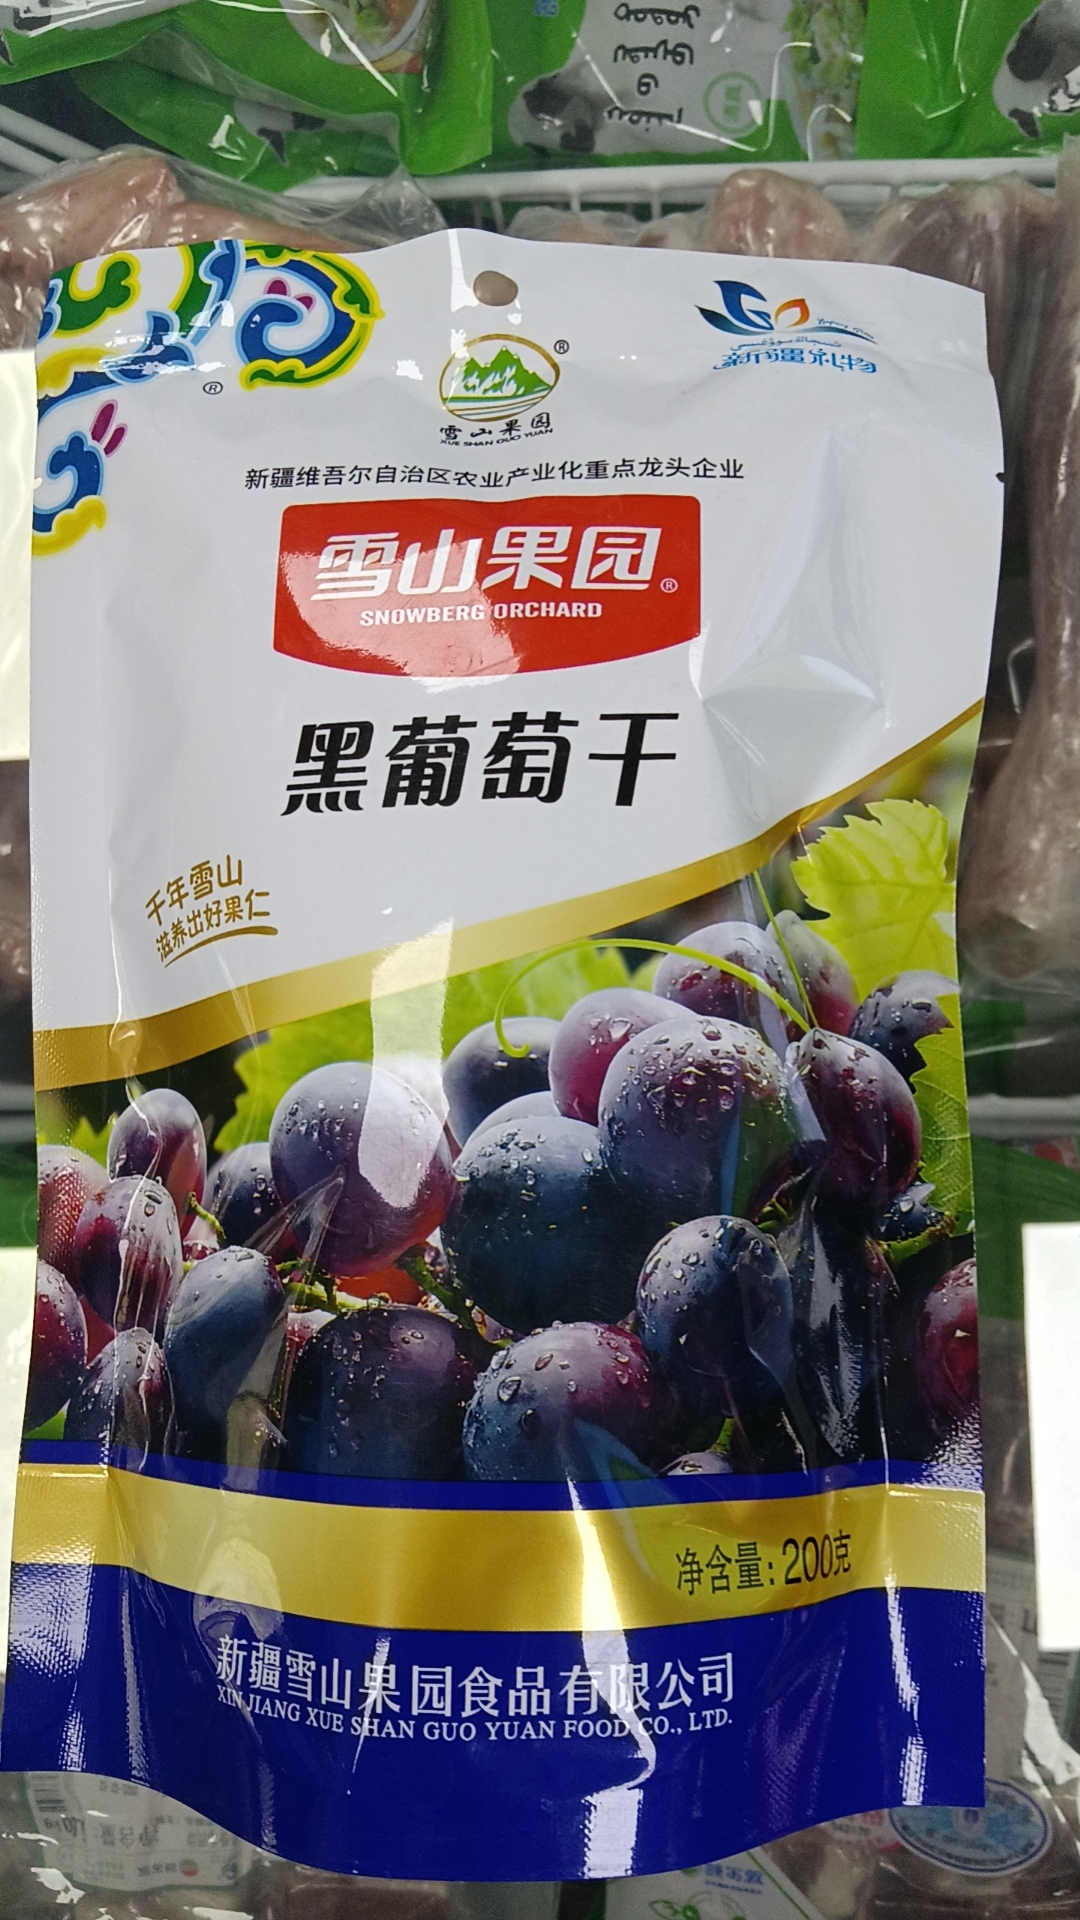 新疆礼物
®
®
雪山果园
XUE SHAN GUO YUAN
新疆维吾尔自治区农业产业化重点龙头企业
雪山果园®
SNOWBERG ORCHARD
黑葡萄干
千年雪山
滋养出好果仁
净含量:200克
新疆雪山果园食品有限公司
XIN JIANG XUE SHAN GUO YUAN FOOD CO., LTD.